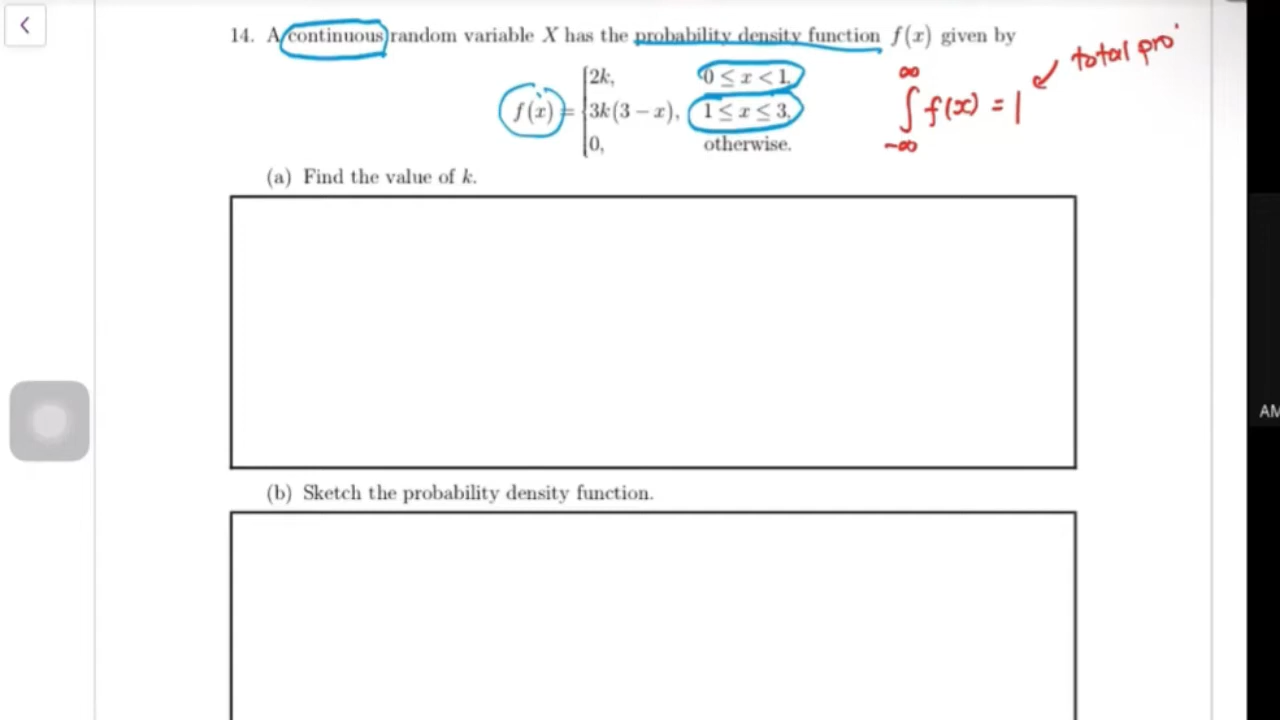 14. A continuous random variable X has the probability density function f(x) given by
f(x) = { 2k, 0 ≤ x < 1,
3k(3 − x), 1 ≤ x ≤ 3,
0, otherwise.
∫_{-∞}^{∞} f(x) = 1
total pro
(a) Find the value of k.
(b) Sketch the probability density function.
AM